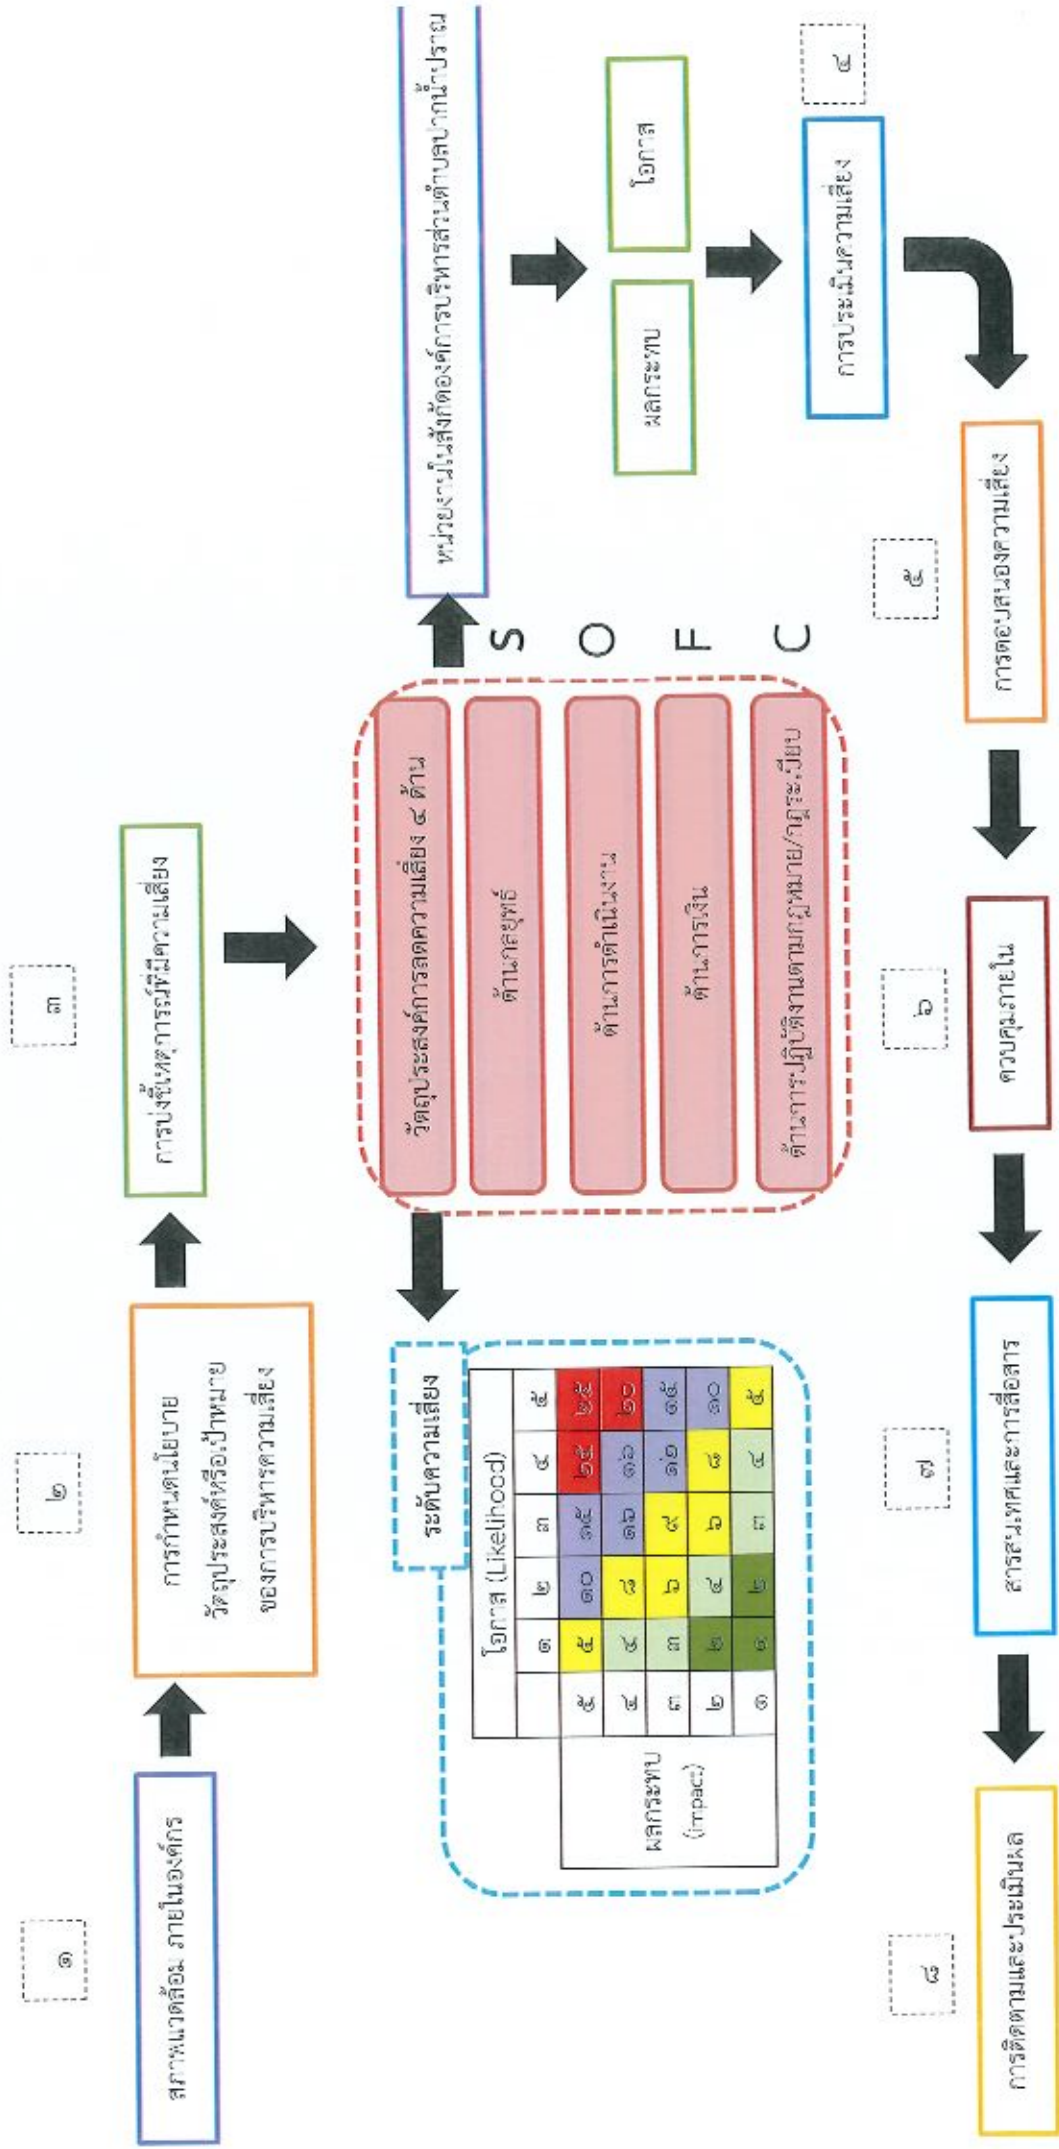 ๑
๒
๓
สภาพแวดล้อม ภายในองค์กร
การกำหนดนโยบาย
วัตถุประสงค์หรือเป้าหมาย
ของการบริหารความเสี่ยง
การบ่งชี้เหตุการณ์ที่มีความเสี่ยง
ระดับความเสี่ยง
โอกาส (Likelihood)
๑ ๒ ๓ ๔ ๕
ผลกระทบ
(impact)
๕ ๕ ๑๐ ๑๕ ๒๕ ๒๕
๔ ๔ ๘ ๑๖ ๑๖ ๒๐
๓ ๓ ๖ ๙ ๑๒ ๑๕
๒ ๒ ๔ ๖ ๘ ๑๐
๑ ๑ ๒ ๓ ๔ ๕
วัตถุประสงค์การลดความเสี่ยง ๔ ด้าน
ด้านกลยุทธ์
S
ด้านการดำเนินงาน
O
ด้านการเงิน
F
ด้านการปฏิบัติงานตามกฎหมาย/กฎระเบียบ
C
หน่วยงานในสังกัดองค์การบริหารส่วนตำบลปากน้ำปราณ
ผลกระทบ
โอกาส
การประเมินความเสี่ยง
๔
๘
๗
๖
๕
การติดตามและประเมินผล
สารสนเทศและการสื่อสาร
ควบคุมภายใน
การตอบสนองความเสี่ยง